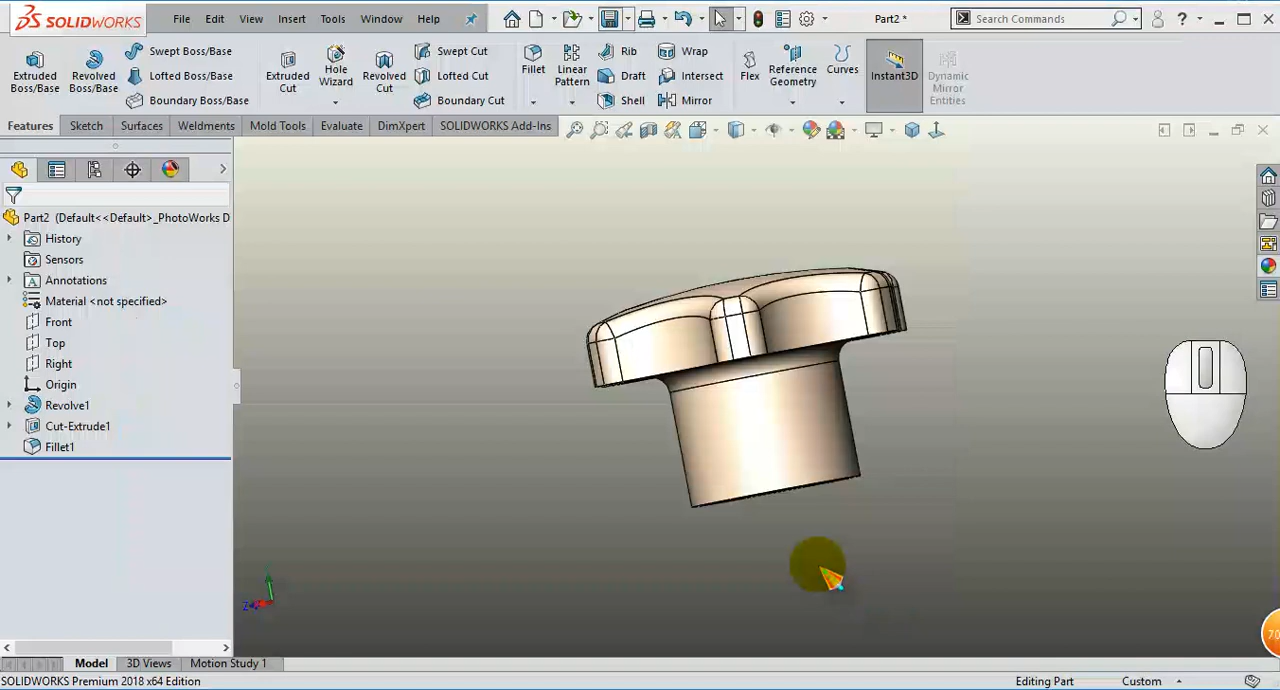 SOLIDWORKS File Edit View Insert Tools Window Help Part2 * Search Commands ?
Extruded Boss/Base
Revolved Boss/Base
Swept Boss/Base
Lofted Boss/Base
Boundary Boss/Base
Extruded Cut
Hole Wizard
Revolved Cut
Swept Cut
Lofted Cut
Boundary Cut
Fillet
Linear Pattern
Rib
Draft
Shell
Wrap
Intersect
Mirror
Flex
Reference Geometry
Curves
Instant3D
Dynamic Mirror Entities
Features Sketch Surfaces Weldments Mold Tools Evaluate DimXpert SOLIDWORKS Add-Ins
Part2 (Default<<Default>_PhotoWorks D
History
Sensors
Annotations
Material <not specified>
Front
Top
Right
Origin
Revolve1
Cut-Extrude1
Fillet1
Z
70
Model 3D Views Motion Study 1
SOLIDWORKS Premium 2018 x64 Edition Editing Part Custom